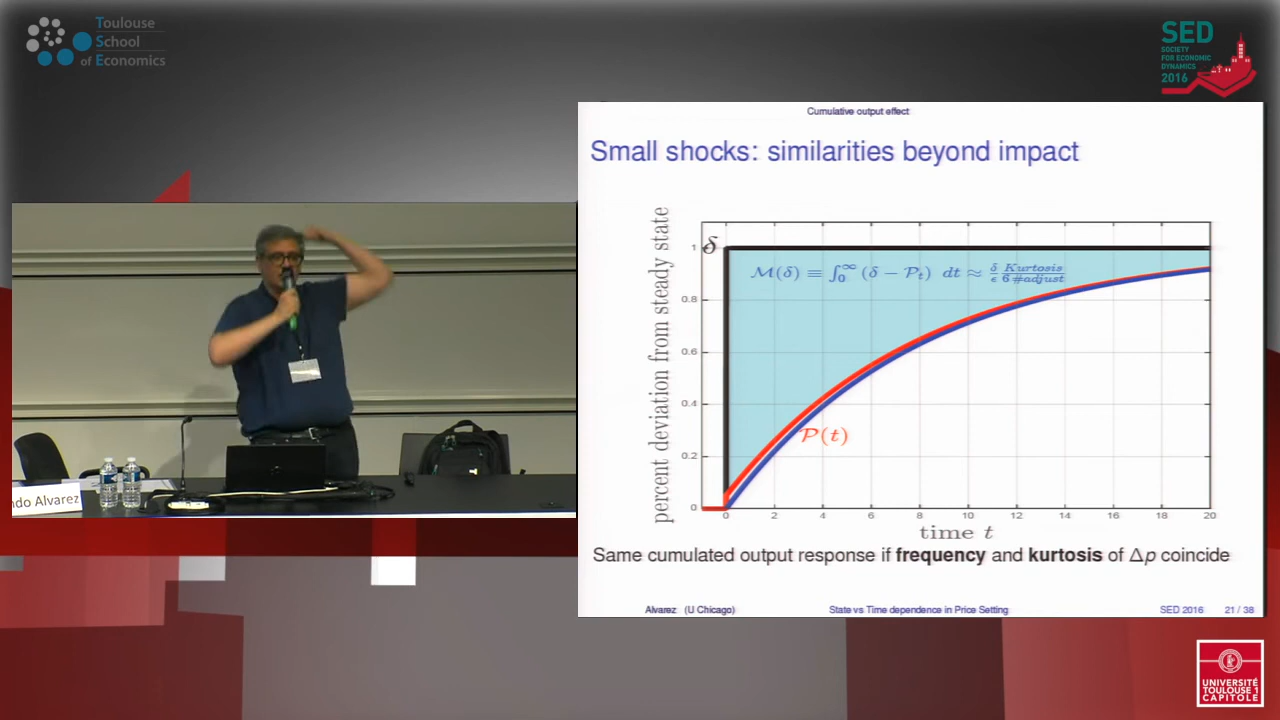 Toulouse
School
of Economics
SED
SOCIETY
FOR ECONOMIC
DYNAMICS
2016
Cumulative output effect
Small shocks: similarities beyond impact
percent deviation from steady state
1
0.8
0.6
0.4
0.2
0
δ
𝓜(δ) ≡ ∫₀^∞ (δ − 𝒫ₜ) dt ≈ δ/ϵ Kurtosis/6 #adjust
𝒫(t)
0 2 4 6 8 10 12 14 16 18 20
time t
Same cumulated output response if frequency and kurtosis of Δp coincide
Alvarez (U Chicago) State vs Time dependence in Price Setting SED 2016 21 / 38
ndo Alvarez
UNIVERSITÉ
TOULOUSE 1
CAPITOLE